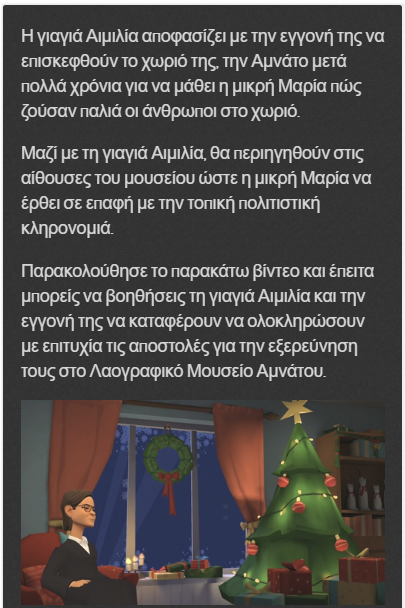 Η γιαγιά Αιμιλία αποφασίζει με την εγγονή της να
επισκεφθούν το χωριό της, την Αμνάτο μετά
πολλά χρόνια για να μάθει η μικρή Μαρία πώς
ζούσαν παλιά οι άνθρωποι στο χωριό.
Μαζί με τη γιαγιά Αιμιλία, θα περιηγηθούν στις
αίθουσες του μουσείου ώστε η μικρή Μαρία να
έρθει σε επαφή με την τοπική πολιτιστική
κληρονομιά.
Παρακολούθησε το παρακάτω βίντεο και έπειτα
μπορείς να βοηθήσεις τη γιαγιά Αιμιλία και την
εγγονή της να καταφέρουν να ολοκληρώσουν
με επιτυχία τις αποστολές για την εξερεύνηση
τους στο Λαογραφικό Μουσείο Αμνάτου.